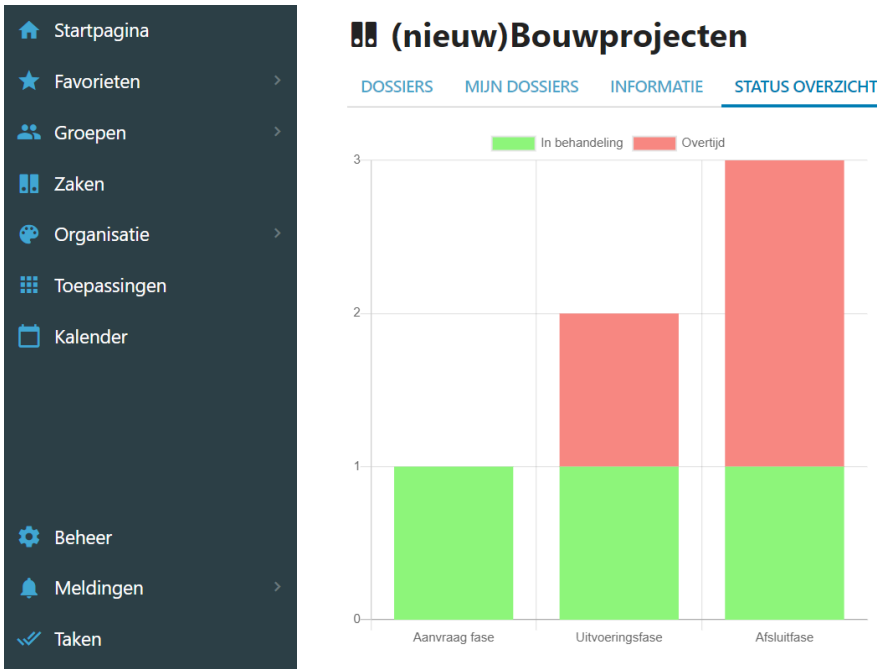 Startpagina
Favorieten
Groepen
Zaken
Organisatie
Toepassingen
Kalender
Beheer
Meldingen
Taken
(nieuw)Bouwprojecten
DOSSIERS MIJN DOSSIERS INFORMATIE STATUS OVERZICHT
In behandeling Overtijd
3
2
1
0
Aanvraag fase Uitvoeringsfase Afsluitfase